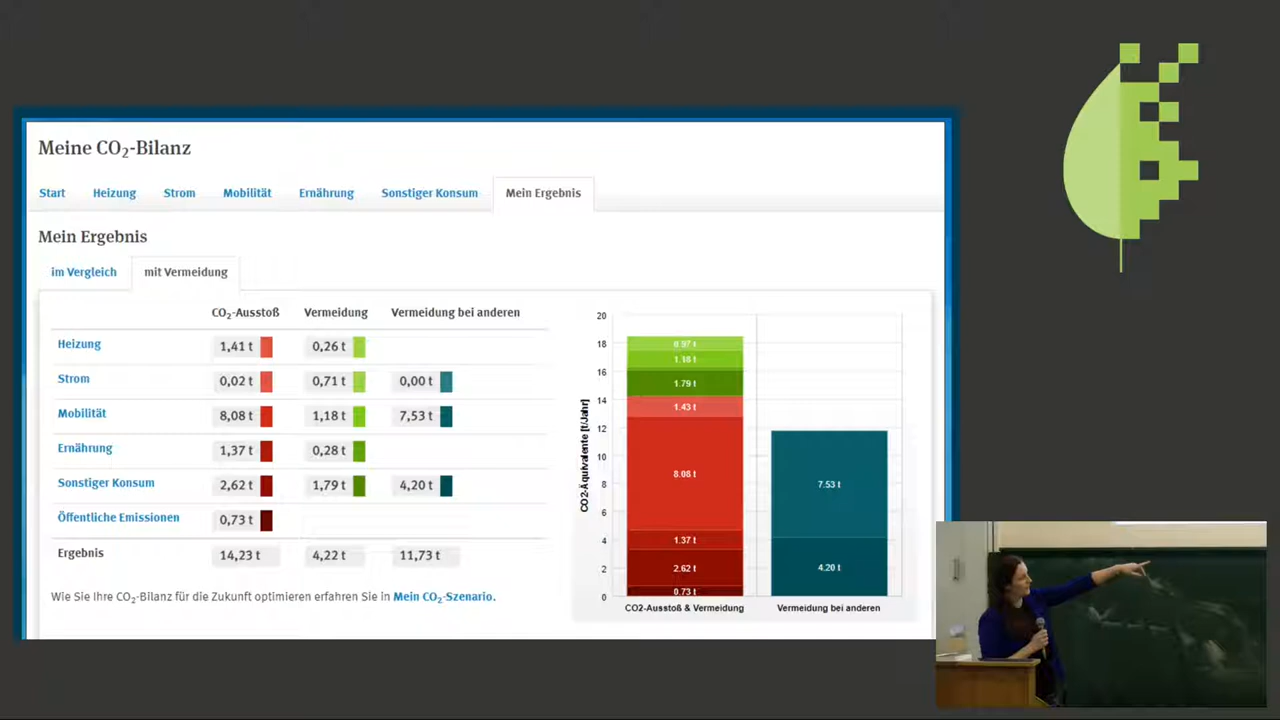 Meine CO₂-Bilanz
Start Heizung Strom Mobilität Ernährung Sonstiger Konsum Mein Ergebnis
Mein Ergebnis
im Vergleich mit Vermeidung
CO₂-Ausstoß Vermeidung Vermeidung bei anderen
Heizung 1,41 t 0,26 t
Strom 0,02 t 0,71 t 0,00 t
Mobilität 8,08 t 1,18 t 7,53 t
Ernährung 1,37 t 0,28 t
Sonstiger Konsum 2,62 t 1,79 t 4,20 t
Öffentliche Emissionen 0,73 t
Ergebnis 14,23 t 4,22 t 11,73 t
Wie Sie Ihre CO₂-Bilanz für die Zukunft optimieren erfahren Sie in Mein CO₂-Szenario.
CO2-Äquivalente [t/Jahr]
20
18
16
14
12
10
8
6
4
2
0
0.97 t
1.18 t
1.79 t
1.43 t
8.08 t
1.37 t
2.62 t
0.73 t
7.53 t
4.20 t
CO2-Ausstoß & Vermeidung Vermeidung bei anderen